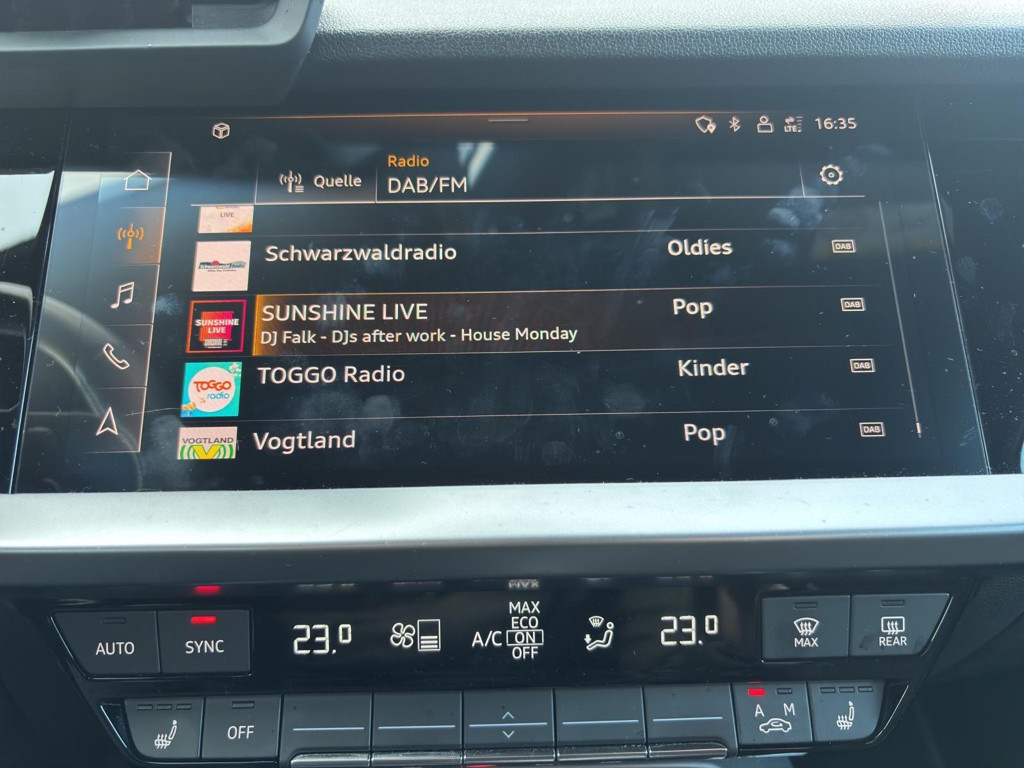 LTE 16:35
Radio
Quelle DAB/FM
LIVE
Schwarzwaldradio Oldies DAB
SUNSHINE LIVE
SUNSHINE LIVE Pop DAB
DJ Falk - DJs after work - House Monday
TOGGO radio
TOGGO Radio Kinder DAB
VOGTLAND
Vogtland Pop DAB
AUTO
SYNC
23.0
A/C
MAX
ECO
ON
OFF
23.0
MAX
REAR
OFF
A M